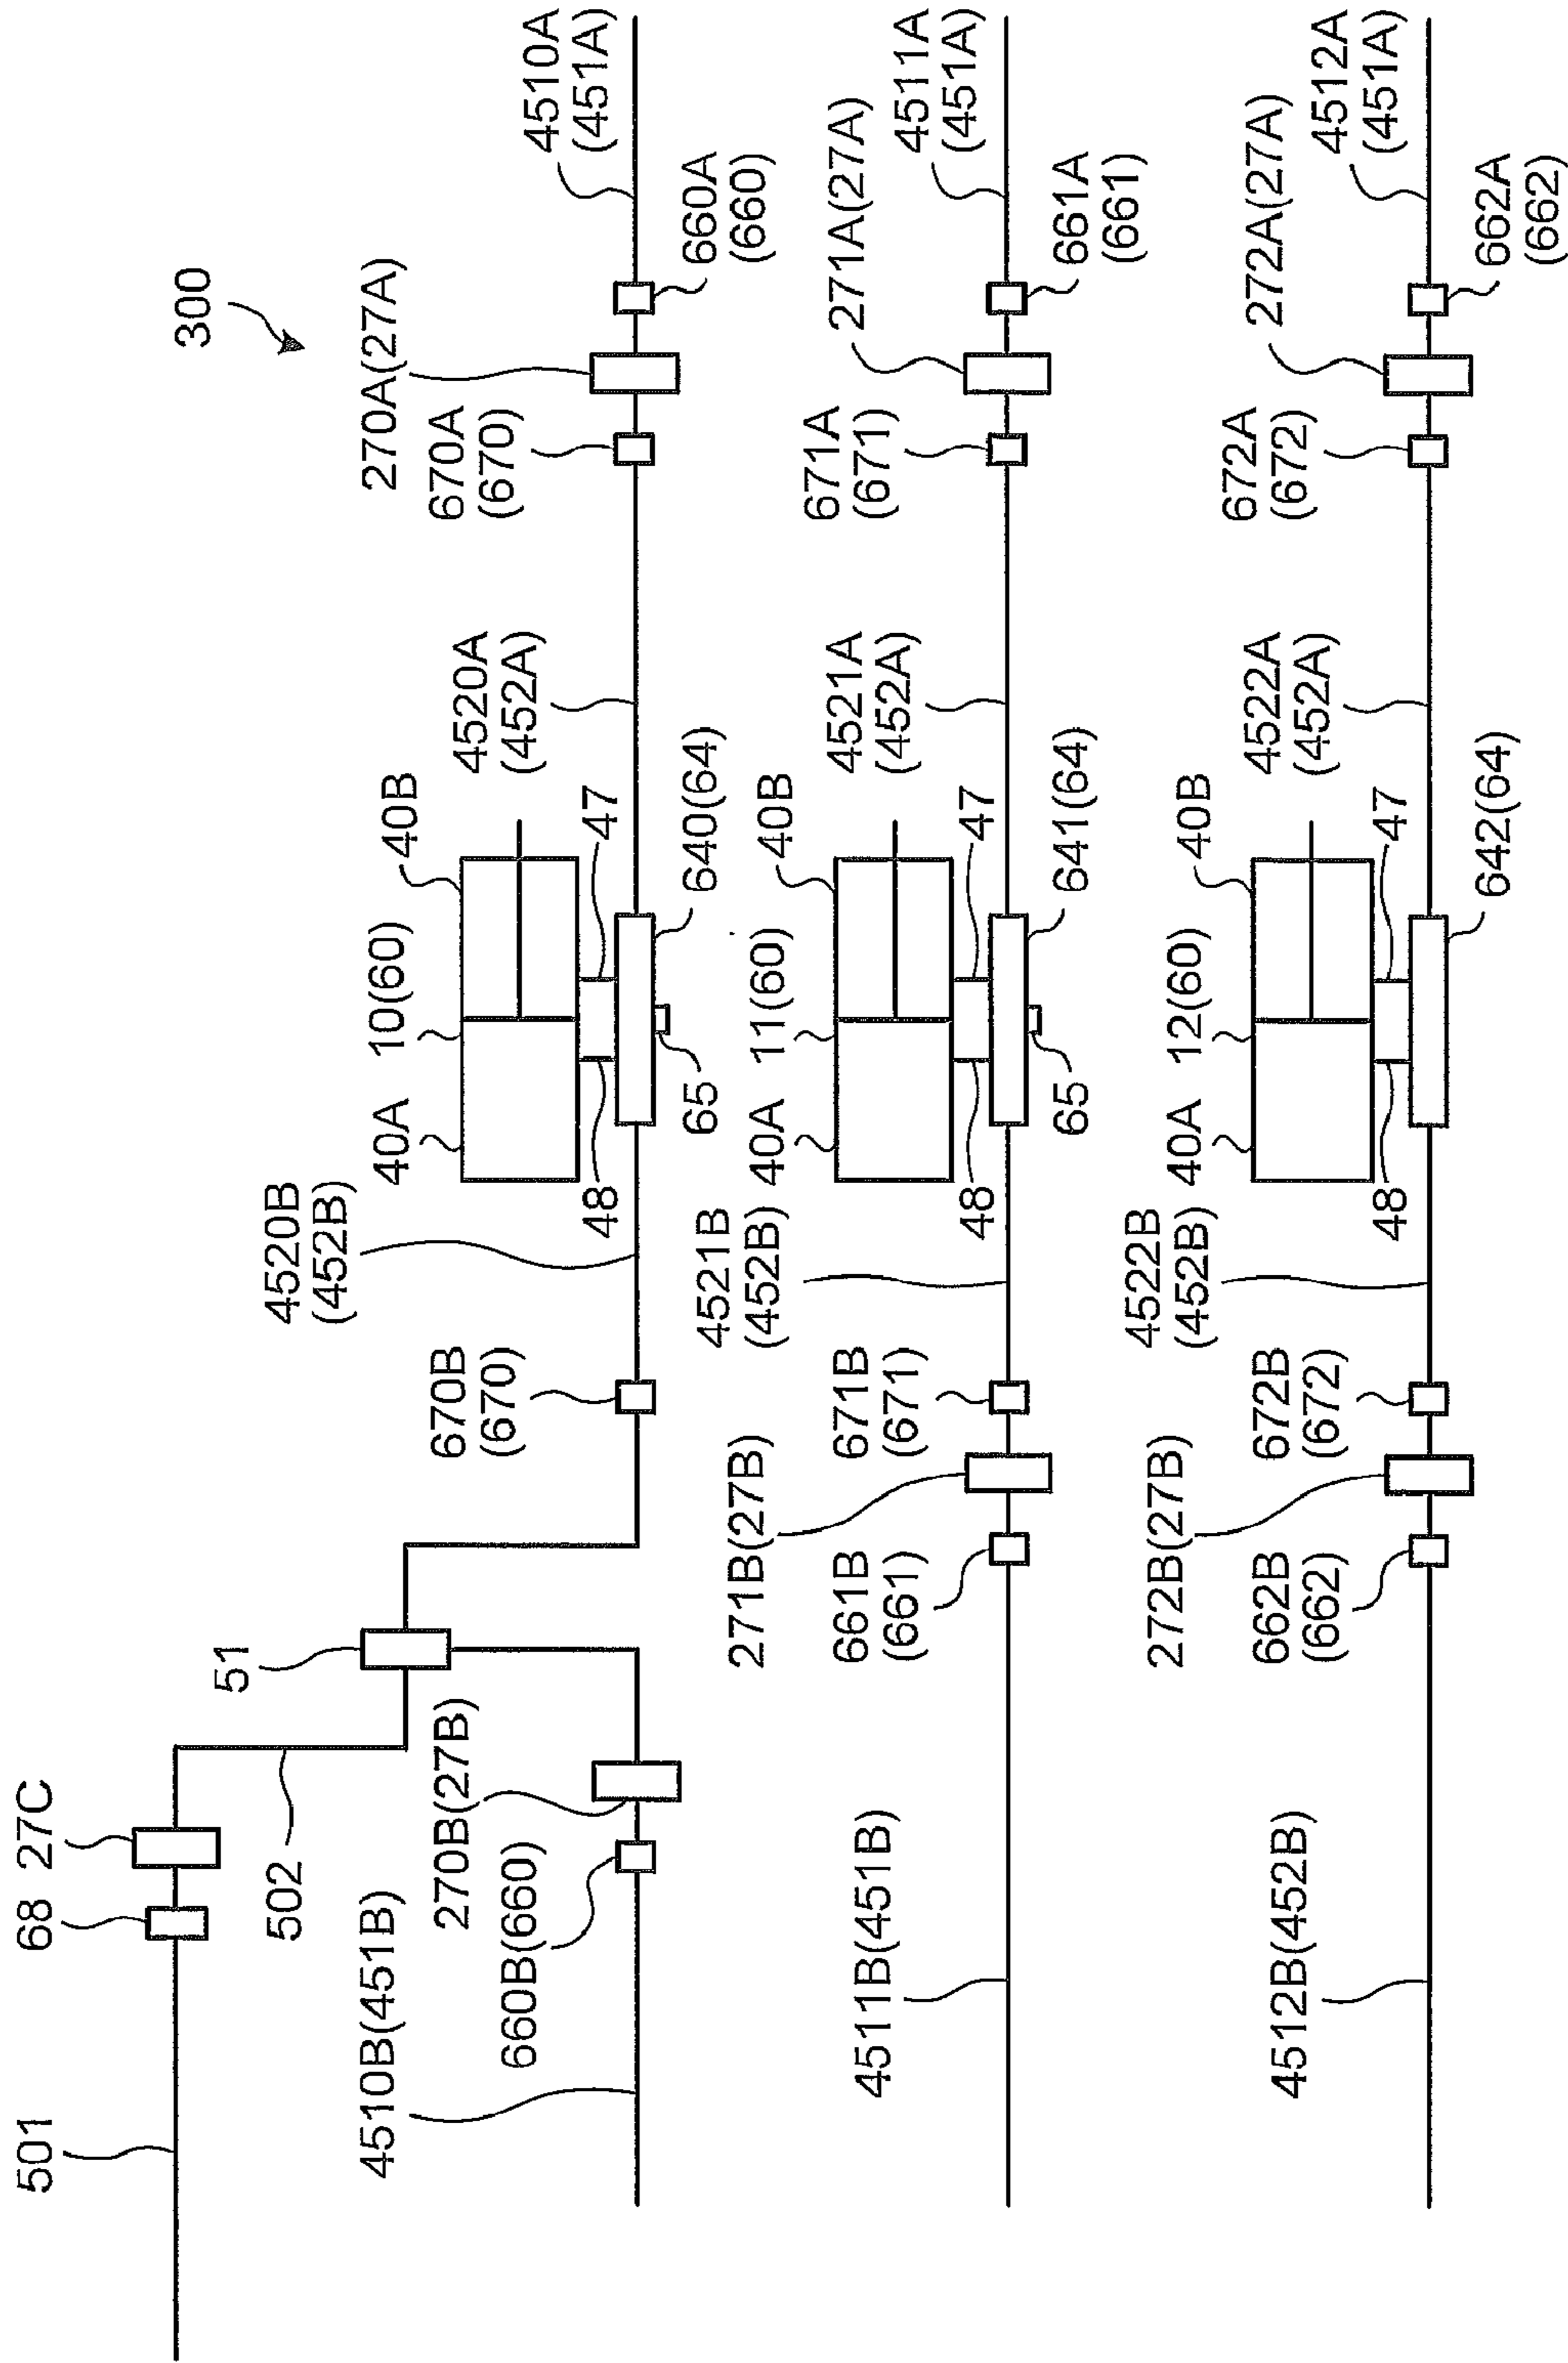 300
501
68
27C
502
51
4510B(451B)
270B(27B)
660B(660)
670B
(670)
4520B
(452B)
40A
10(60)
40B
48
65
47
640(64)
4520A
(452A)
270A(27A)
670A
(670)
660A
(660)
4510A
(451A)
4511B(451B)
271B(27B)
661B
(661)
671B
(671)
4521B
(452B)
40A
11(60)
40B
48
65
47
641(64)
4521A
(452A)
671A
(671)
271A(27A)
661A
(661)
4511A
(451A)
4512B(452B)
272B(27B)
662B
(662)
672B
(672)
4522B
(452B)
40A
12(60)
40B
48
47
642(64)
4522A
(452A)
672A
(672)
272A(27A)
662A
(662)
4512A
(451A)